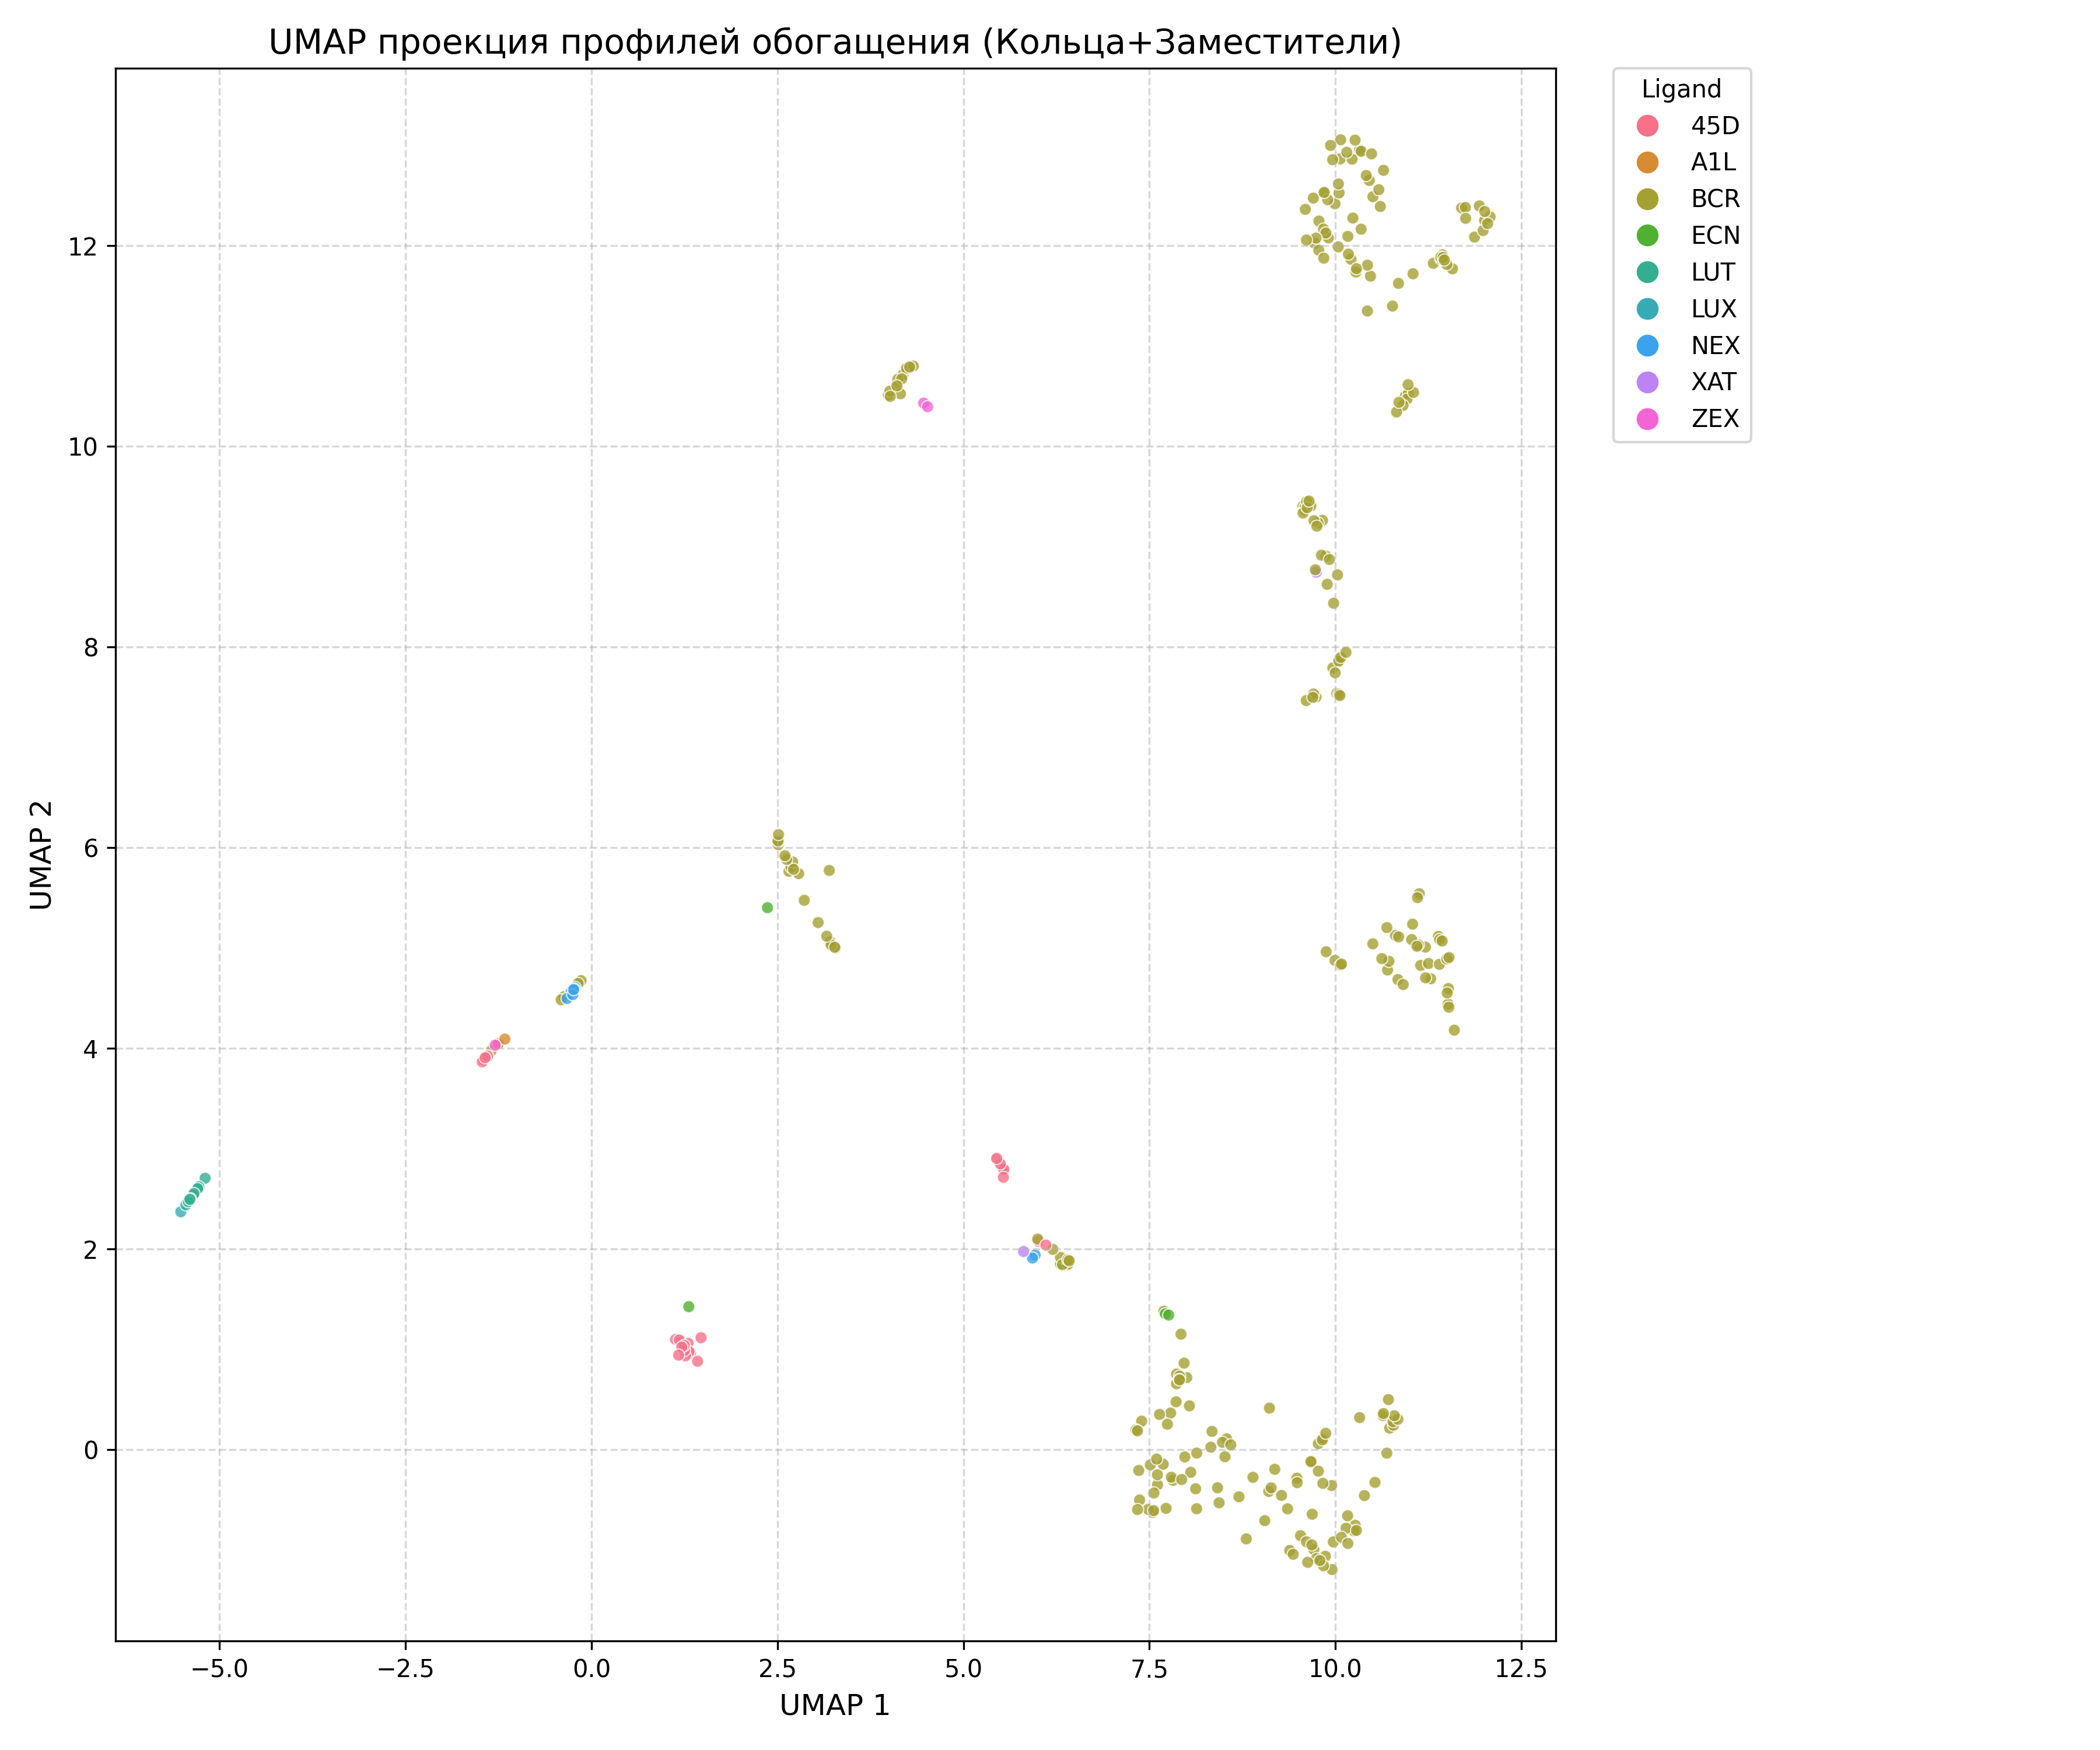 UMAP проекция профилей обогащения (Кольца+Заместители)
Ligand
45D
A1L
BCR
ECN
LUT
LUX
NEX
XAT
ZEX
12
10
8
6
4
2
0
UMAP 2
−5.0 −2.5 0.0 2.5 5.0 7.5 10.0 12.5
UMAP 1